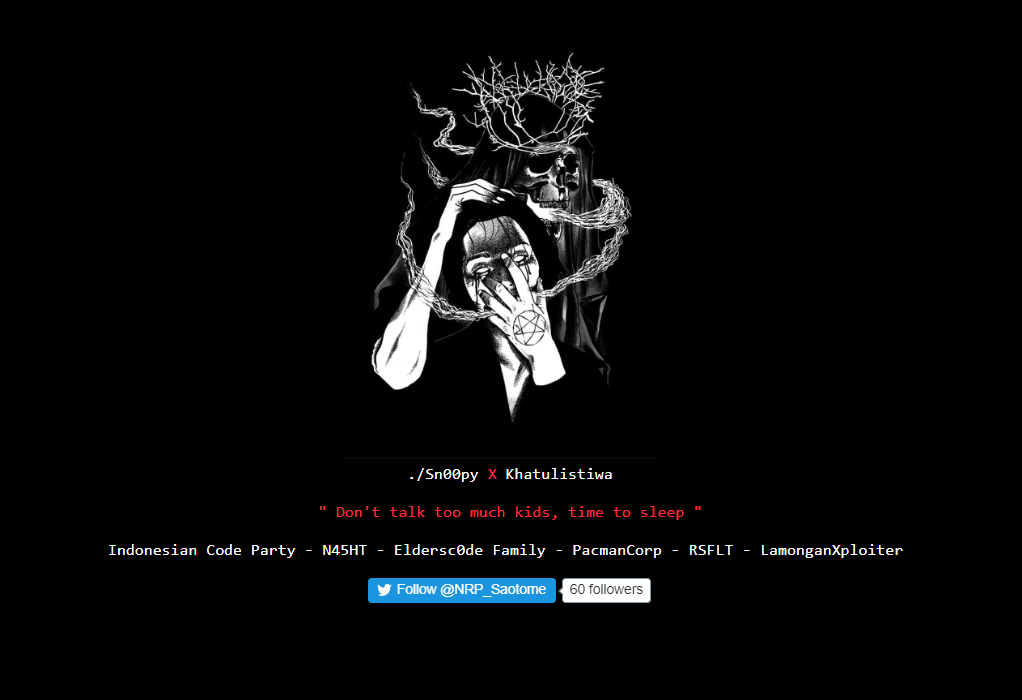 ./Sn00py X Khatulistiwa
" Don't talk too much kids, time to sleep "
Indonesian Code Party - N45HT - Eldersc0de Family - PacmanCorp - RSFLT - LamonganXploiter
Follow @NRP_Saotome 60 followers